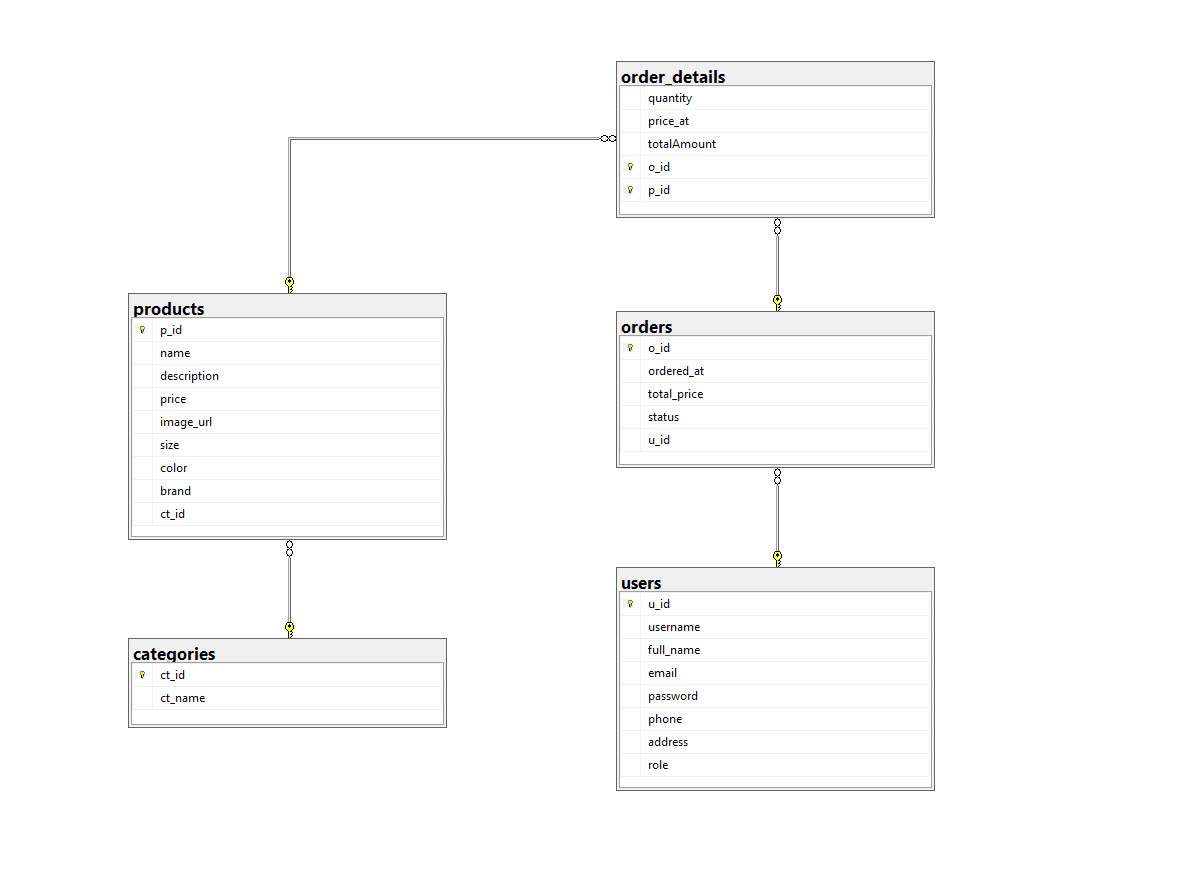 order_details
quantity
price_at
totalAmount
o_id
p_id
products
p_id
name
description
price
image_url
size
color
brand
ct_id
orders
o_id
ordered_at
total_price
status
u_id
categories
ct_id
ct_name
users
u_id
username
full_name
email
password
phone
address
role